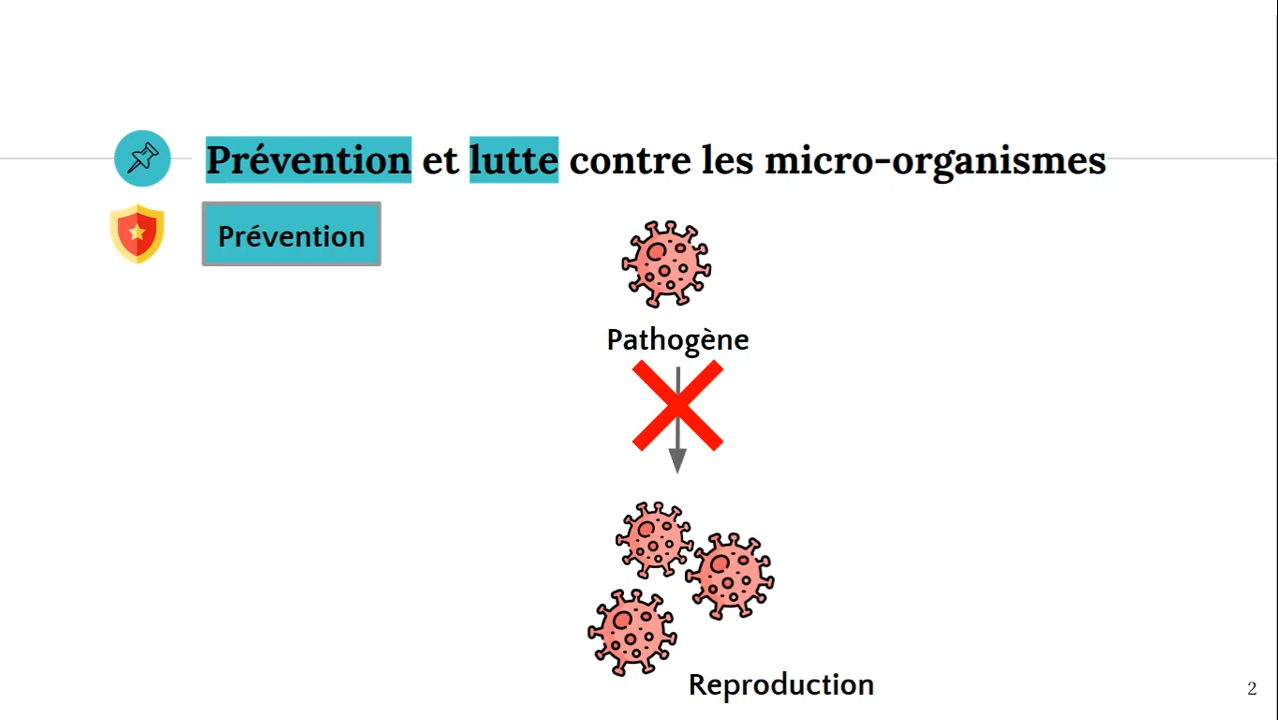 Prévention et lutte contre les micro-organismes
Prévention
Pathogène
Reproduction
2